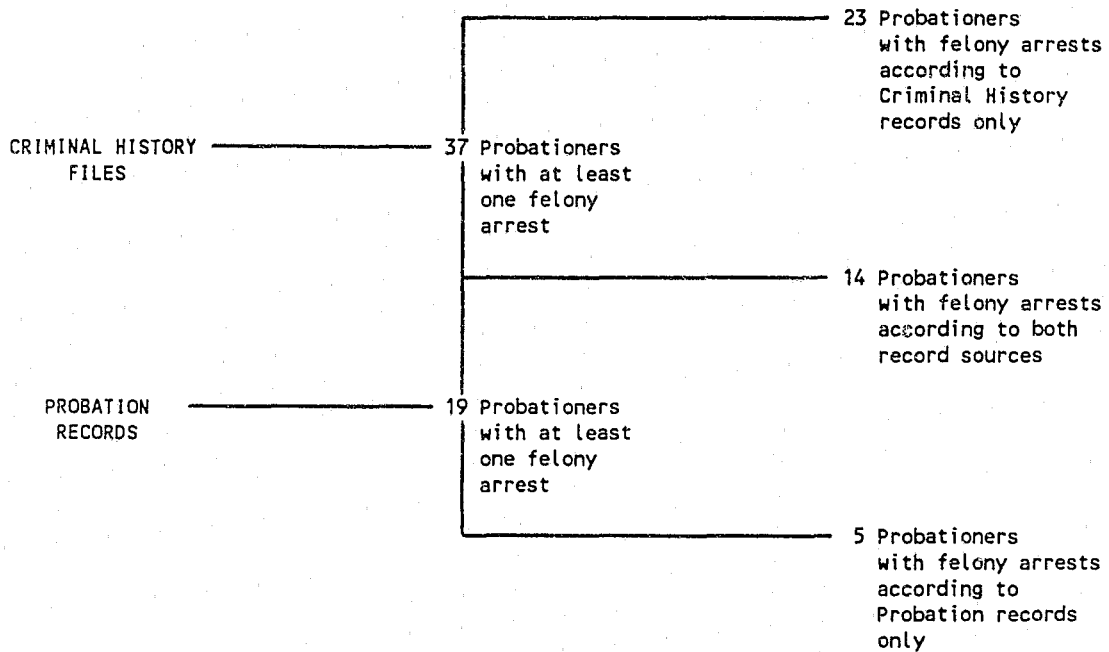 CRIMINAL HISTORY
FILES
37 Probationers
with at least
one felony
arrest
PROBATION
RECORDS
19 Probationers
with at least
one felony
arrest
23 Probationers
with felony arrests
according to
Criminal History
records only
14 Probationers
with felony arrests
according to both
record sources
5 Probationers
with felony arrests
according to
Probation records
only